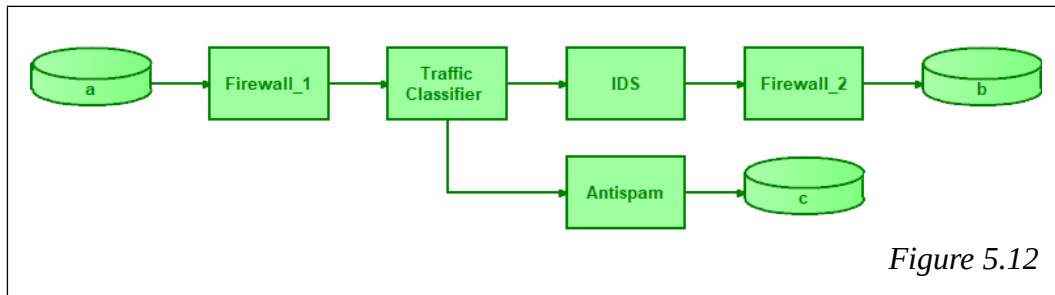 a
Firewall_1
Traffic
Classifier
IDS
Firewall_2
b
Antispam
c
Figure 5.12